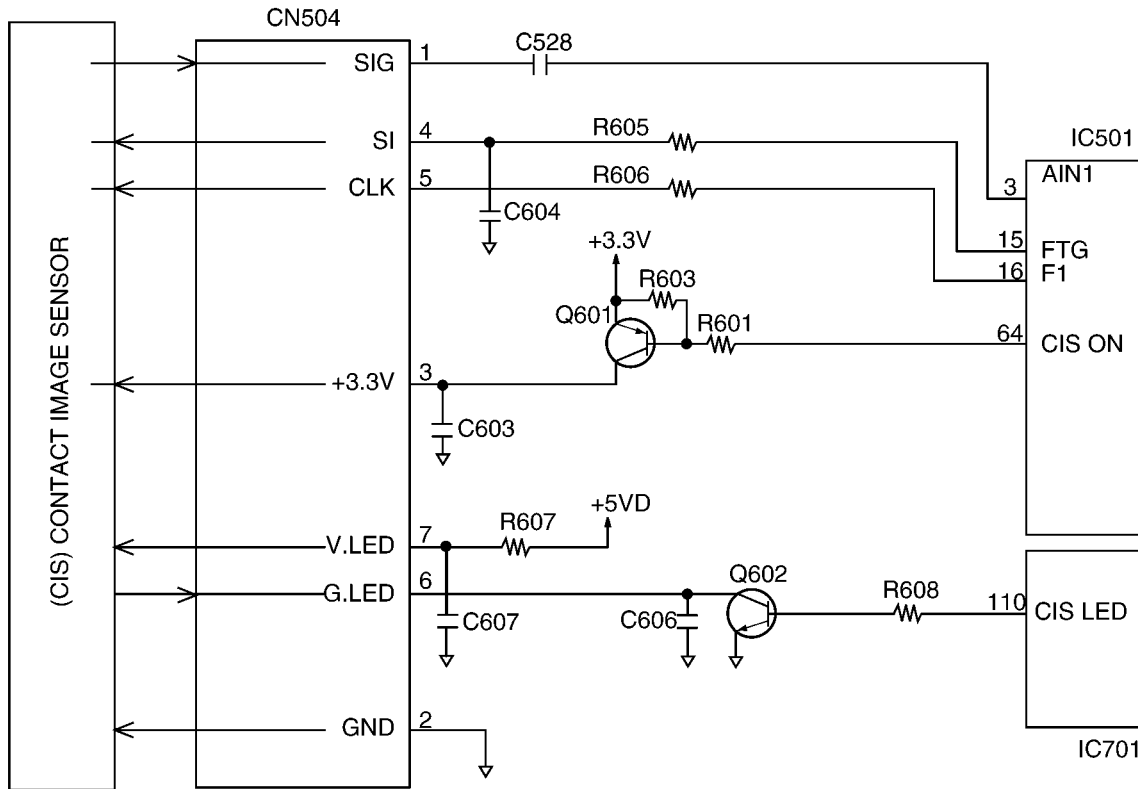 CN504
SIG
1
C528
SI
4
R605
IC501
AIN1
CLK
5
R606
3
C604
+3.3V
15
FTG
16
F1
R603
Q601
R601
64
CIS ON
(CIS) CONTACT IMAGE SENSOR
+3.3V
3
C603
+5VD
V.LED
7
R607
G.LED
6
Q602
R608
C607
C606
110
CIS LED
GND
2
IC701